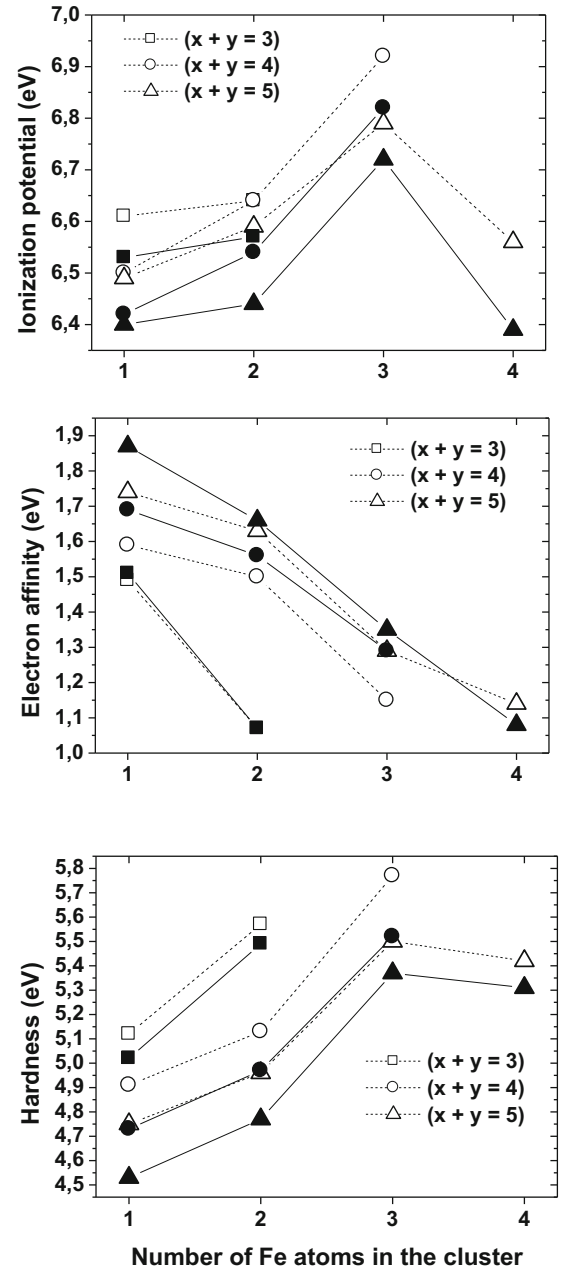 7,0
6,9
6,8
6,7
6,6
6,5
6,4
Ionization potential (eV)
(x + y = 3)
(x + y = 4)
(x + y = 5)
1 2 3 4
1,9
1,8
1,7
1,6
1,5
1,4
1,3
1,2
1,1
1,0
Electron affinity (eV)
(x + y = 3)
(x + y = 4)
(x + y = 5)
1 2 3 4
5,8
5,7
5,6
5,5
5,4
5,3
5,2
5,1
5,0
4,9
4,8
4,7
4,6
4,5
Hardness (eV)
(x + y = 3)
(x + y = 4)
(x + y = 5)
1 2 3 4
Number of Fe atoms in the cluster